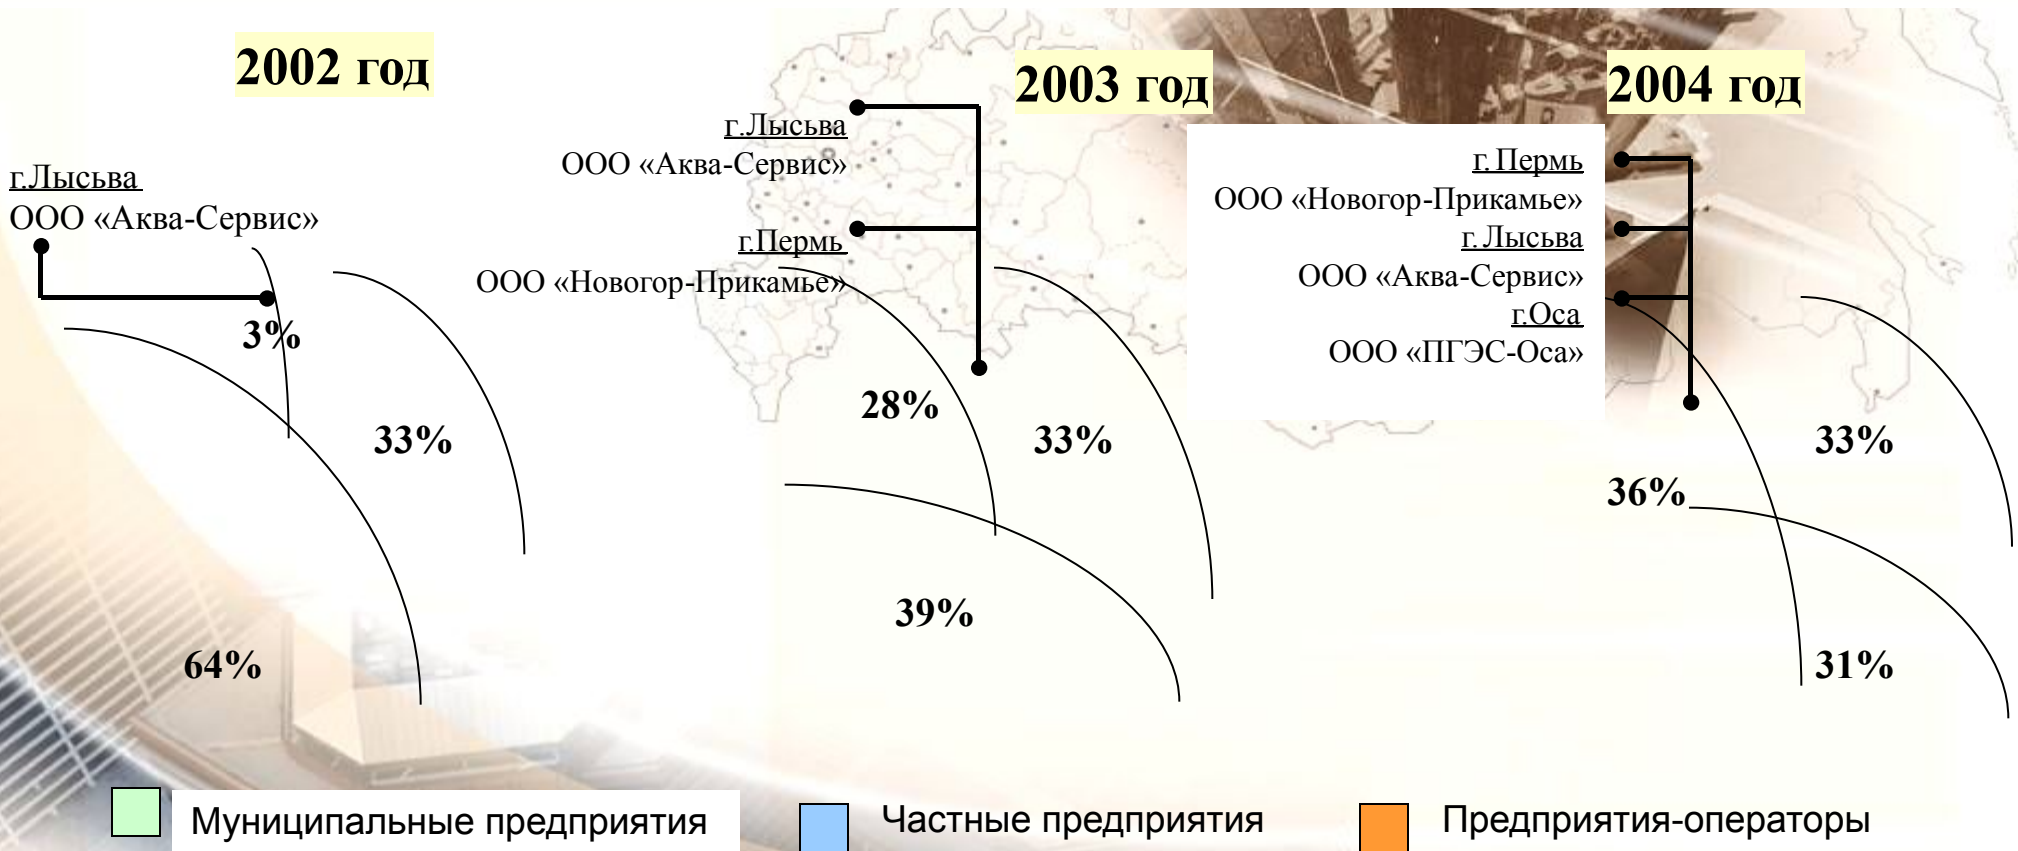 2002 год
г.Лысьва
ООО «Аква-Сервис»
3%
33%
64%
2003 год
г.Лысьва
ООО «Аква-Сервис»
г.Пермь
ООО «Новогор-Прикамье»
28%
33%
39%
2004 год
г. Пермь
ООО «Новогор-Прикамье»
г. Лысьва
ООО «Аква-Сервис»
г.Оса
ООО «ПГЭС-Оса»
33%
36%
31%
Муниципальные предприятия
Частные предприятия
Предприятия-операторы